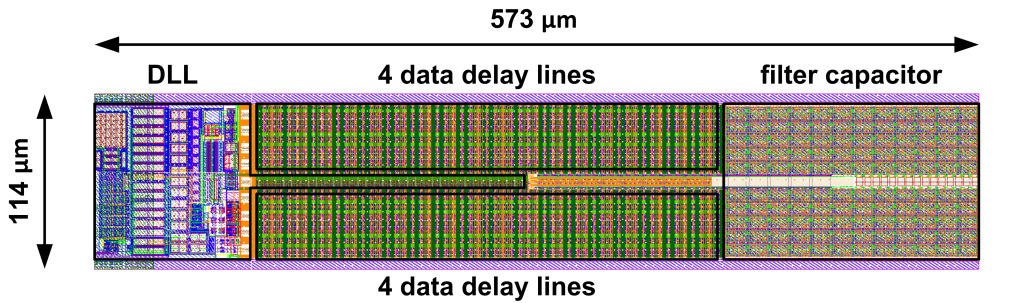 573 µm
DLL
4 data delay lines
filter capacitor
114 µm
4 data delay lines